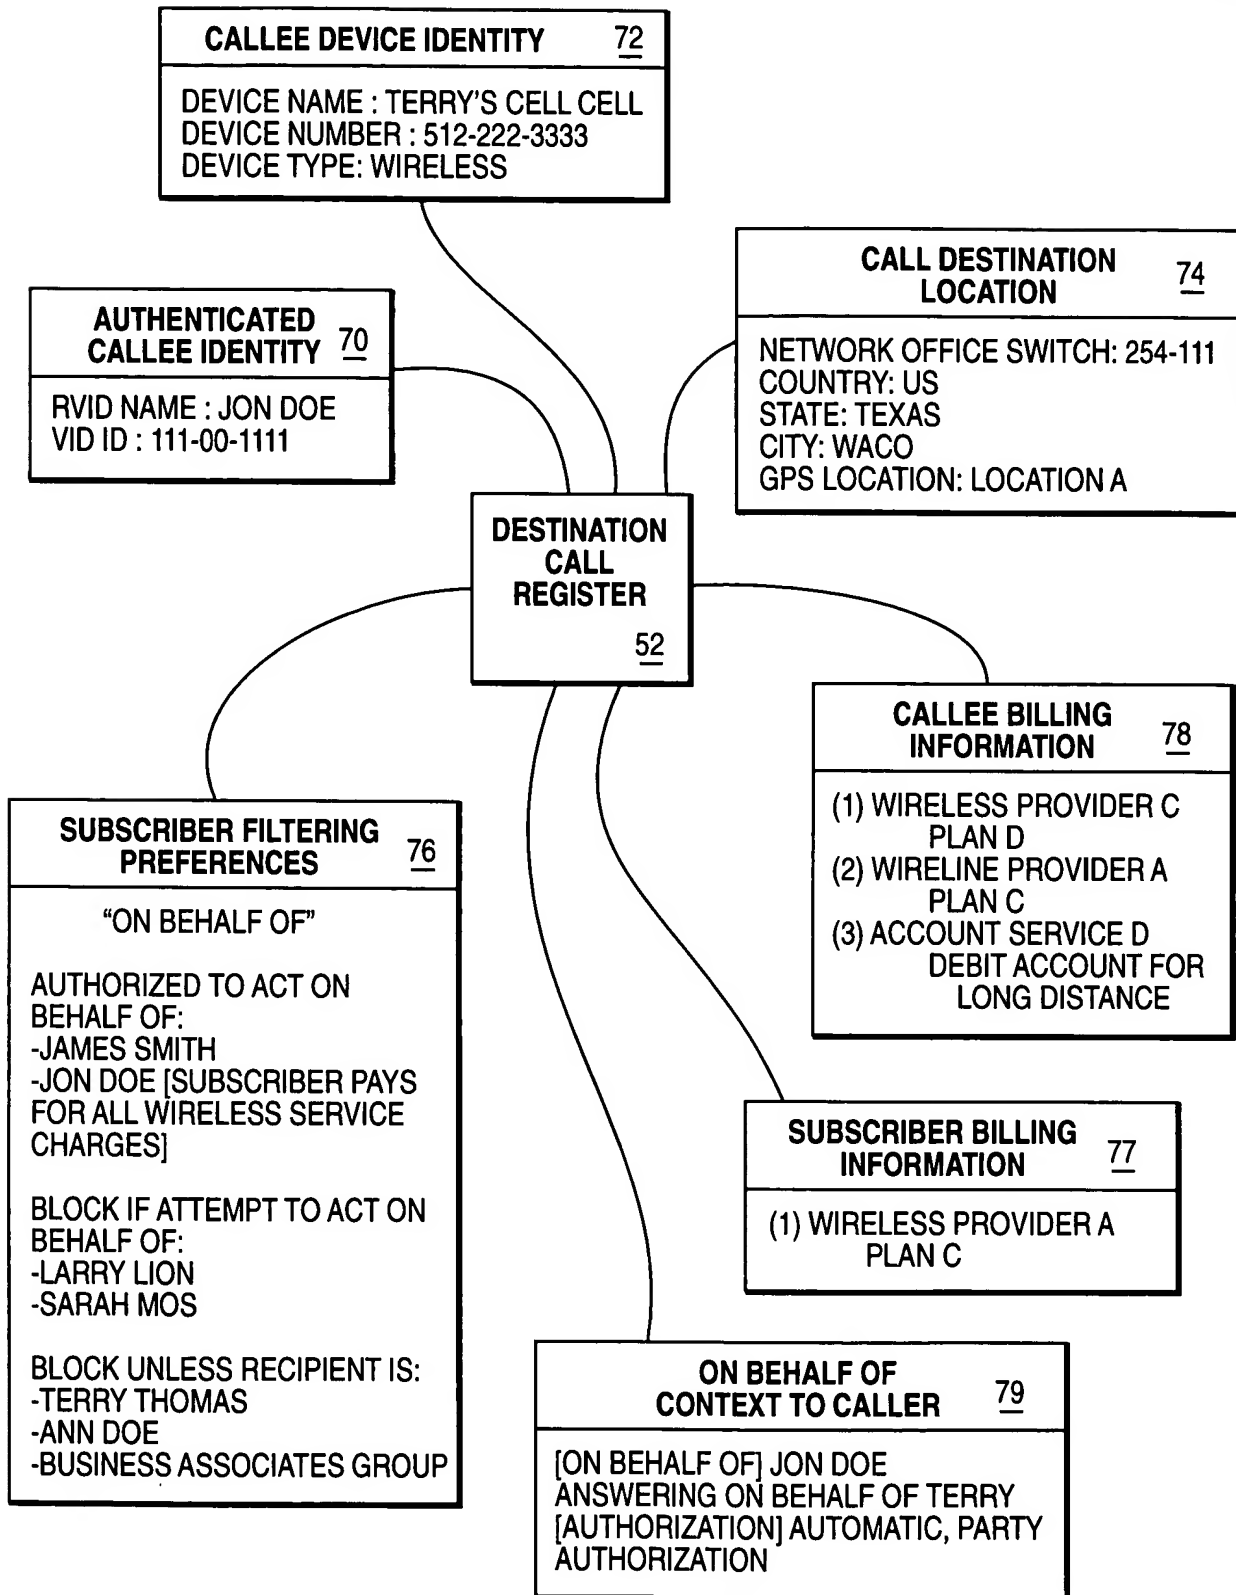 CALLEE DEVICE IDENTITY 72
DEVICE NAME : TERRY'S CELL CELL
DEVICE NUMBER : 512-222-3333
DEVICE TYPE: WIRELESS
AUTHENTICATED
CALLEE IDENTITY 70
RVID NAME : JON DOE
VID ID : 111-00-1111
CALL DESTINATION
LOCATION 74
NETWORK OFFICE SWITCH: 254-111
COUNTRY: US
STATE: TEXAS
CITY: WACO
GPS LOCATION: LOCATION A
DESTINATION
CALL
REGISTER
52
SUBSCRIBER FILTERING
PREFERENCES 76
“ON BEHALF OF”
AUTHORIZED TO ACT ON
BEHALF OF:
-JAMES SMITH
-JON DOE [SUBSCRIBER PAYS
FOR ALL WIRELESS SERVICE
CHARGES]
BLOCK IF ATTEMPT TO ACT ON
BEHALF OF:
-LARRY LION
-SARAH MOS
BLOCK UNLESS RECIPIENT IS:
-TERRY THOMAS
-ANN DOE
-BUSINESS ASSOCIATES GROUP
CALLEE BILLING
INFORMATION 78
(1) WIRELESS PROVIDER C
PLAN D
(2) WIRELINE PROVIDER A
PLAN C
(3) ACCOUNT SERVICE D
DEBIT ACCOUNT FOR
LONG DISTANCE
SUBSCRIBER BILLING
INFORMATION 77
(1) WIRELESS PROVIDER A
PLAN C
ON BEHALF OF
CONTEXT TO CALLER 79
[ON BEHALF OF] JON DOE
ANSWERING ON BEHALF OF TERRY
[AUTHORIZATION] AUTOMATIC, PARTY
AUTHORIZATION